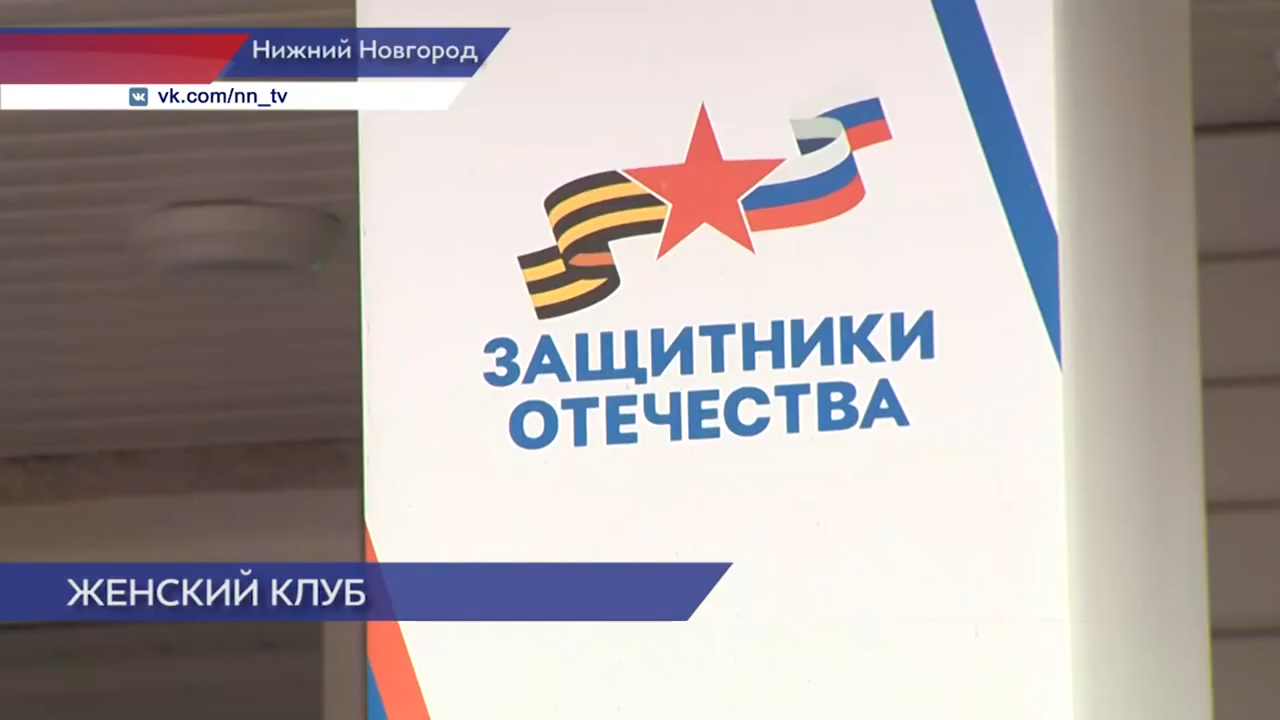 Нижний Новгород
vk.com/nn_tv
ЗАЩИТНИКИ
ОТЕЧЕСТВА
ЖЕНСКИЙ КЛУБ